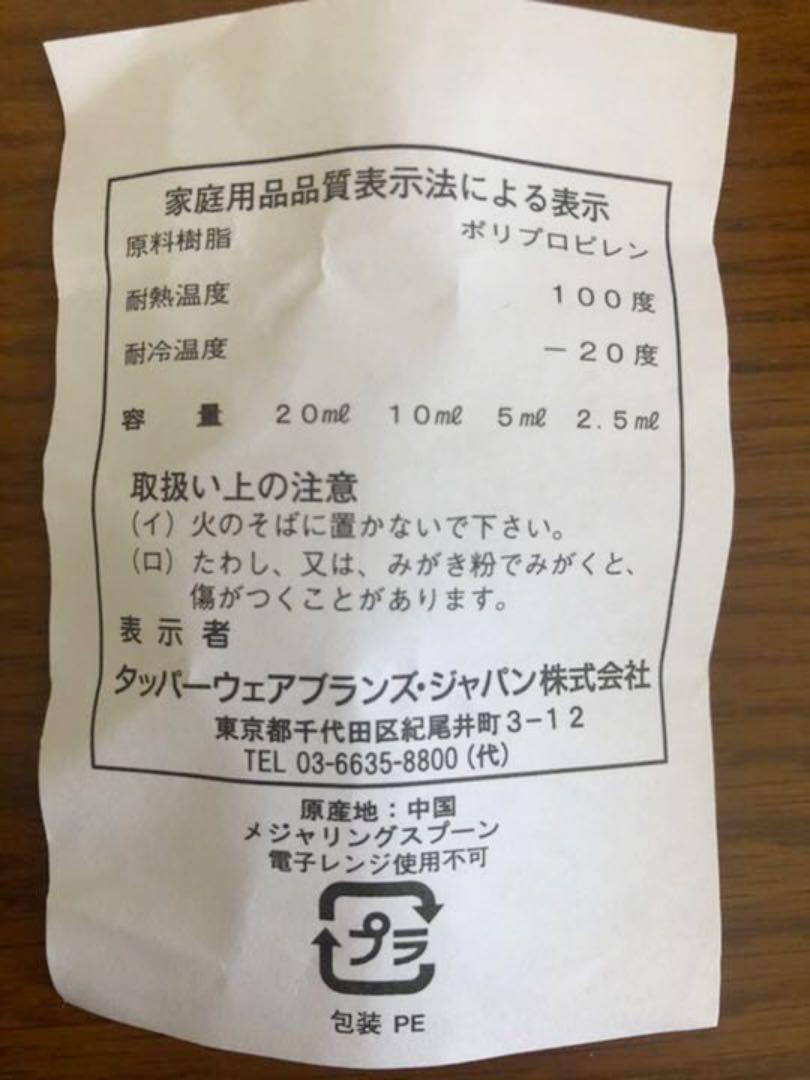 家庭用品品質表示法による表示
原料樹脂 ポリプロピレン
耐熱温度 100度
耐冷温度 －20度
容量 20㎖ 10㎖ 5㎖ 2.5㎖
取扱い上の注意
(イ) 火のそばに置かないで下さい。
(ロ) たわし、又は、みがき粉でみがくと、
傷がつくことがあります。
表示者
タッパーウェアブランズ・ジャパン株式会社
東京都千代田区紀尾井町3-12
TEL 03-6635-8800 (代)
原産地：中国
メジャリングスプーン
電子レンジ使用不可
プラ
包装 PE